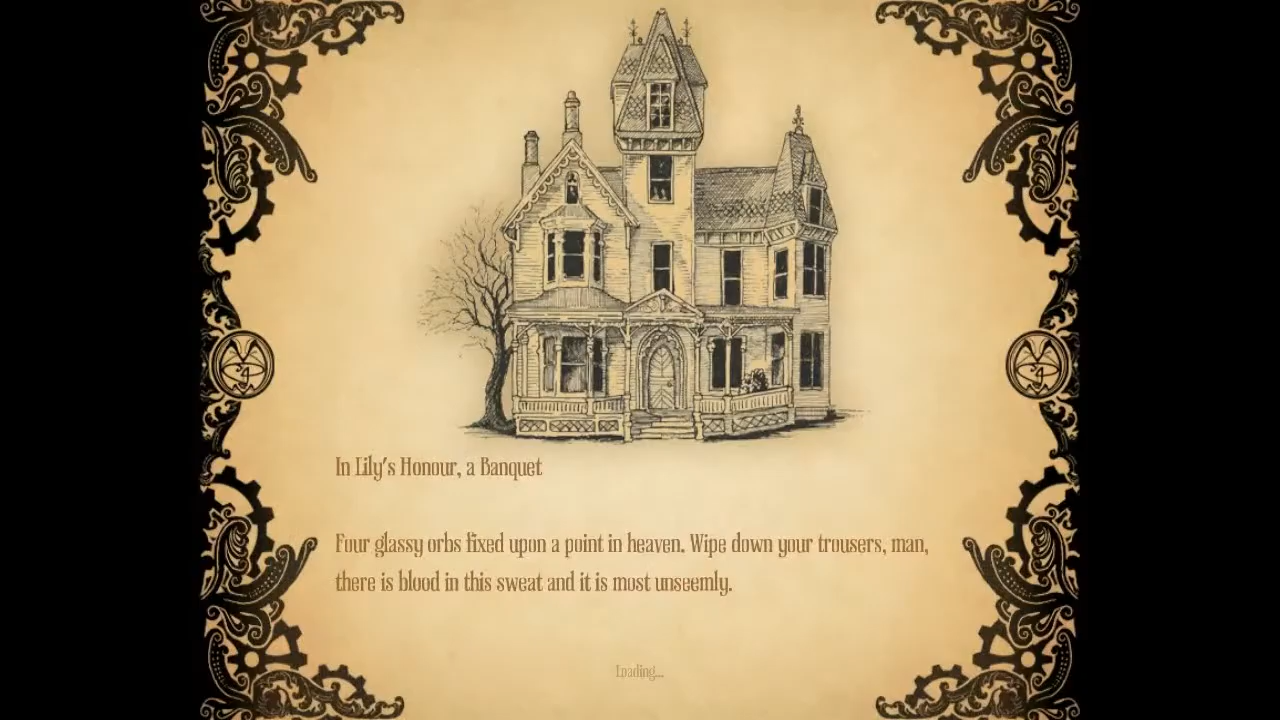 In Lily's Honour, a Banquet
Four glassy orbs fixed upon a point in heaven. Wipe down your trousers, man,
there is blood in this sweat and it is most unseemly.
Loading...